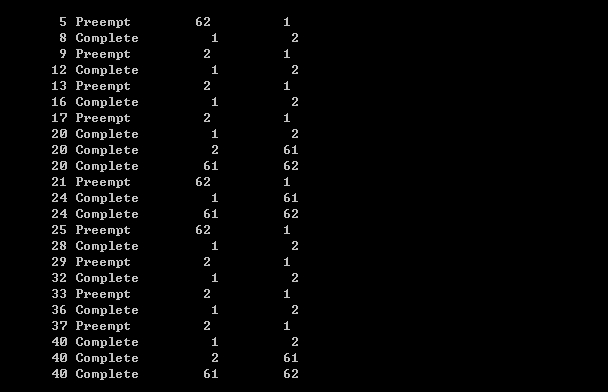 5 Preempt 62 1
8 Complete 1 2
9 Preempt 2 1
12 Complete 1 2
13 Preempt 2 1
16 Complete 1 2
17 Preempt 2 1
20 Complete 1 2
20 Complete 2 61
20 Complete 61 62
21 Preempt 62 1
24 Complete 1 61
24 Complete 61 62
25 Preempt 62 1
28 Complete 1 2
29 Preempt 2 1
32 Complete 1 2
33 Preempt 2 1
36 Complete 1 2
37 Preempt 2 1
40 Complete 1 2
40 Complete 2 61
40 Complete 61 62